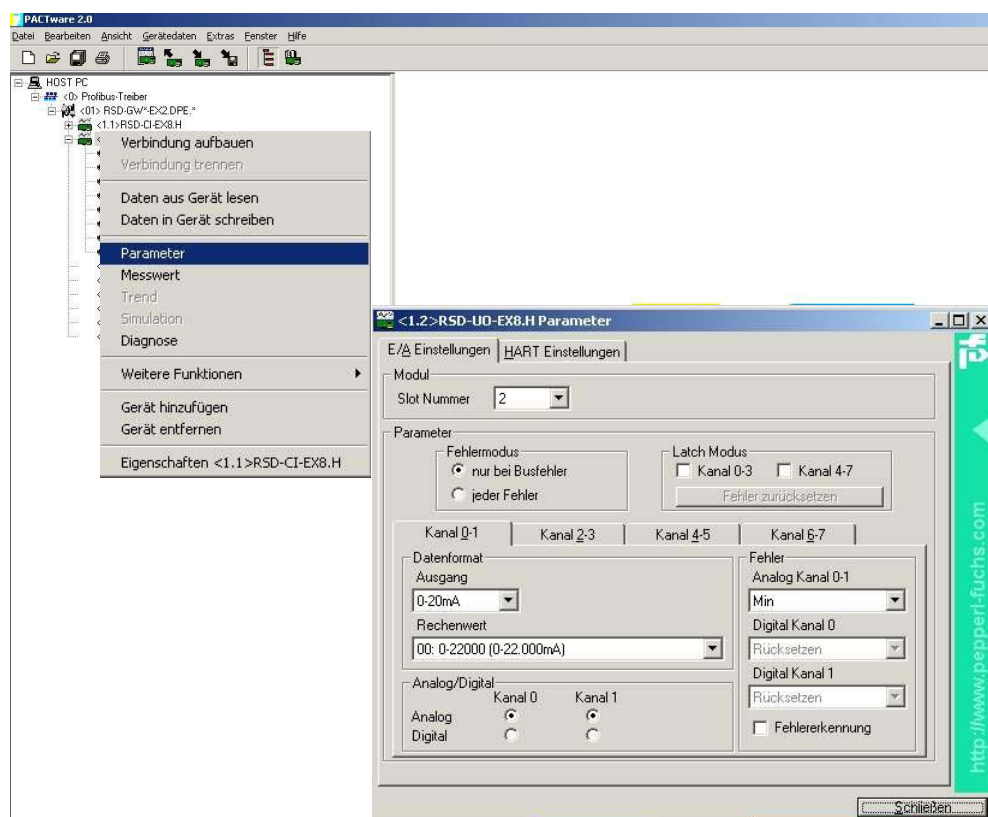 PACTware 2.0
Datei Bearbeiten Ansicht Gerätedaten Extras Fenster Hilfe
HOST PC
<0> Profibus-Treiber
<01> RSD-GW*-EX2.DPE.*
<1.1>RSD-CI-EX8.H
Verbindung aufbauen
Verbindung trennen
Daten aus Gerät lesen
Daten in Gerät schreiben
Parameter
Messwert
Trend
Simulation
Diagnose
Weitere Funktionen
Gerät hinzufügen
Gerät entfernen
Eigenschaften <1.1>RSD-CI-EX8.H
<1.2>RSD-UO-EX8.H Parameter
E/A Einstellungen HART Einstellungen
Modul
Slot Nummer 2
Parameter
Fehlermodus
nur bei Busfehler
jeder Fehler
Latch Modus
Kanal 0-3 Kanal 4-7
Fehler zurücksetzen
Kanal 0-1 Kanal 2-3 Kanal 4-5 Kanal 6-7
Datenformat
Ausgang
0-20mA
Rechenwert
00: 0-22000 (0-22.000mA)
Analog/Digital
Kanal 0 Kanal 1
Analog
Digital
Fehler
Analog Kanal 0-1
Min
Digital Kanal 0
Rücksetzen
Digital Kanal 1
Rücksetzen
Fehlererkennung
http://www.pepperl-fuchs.com
Schließen